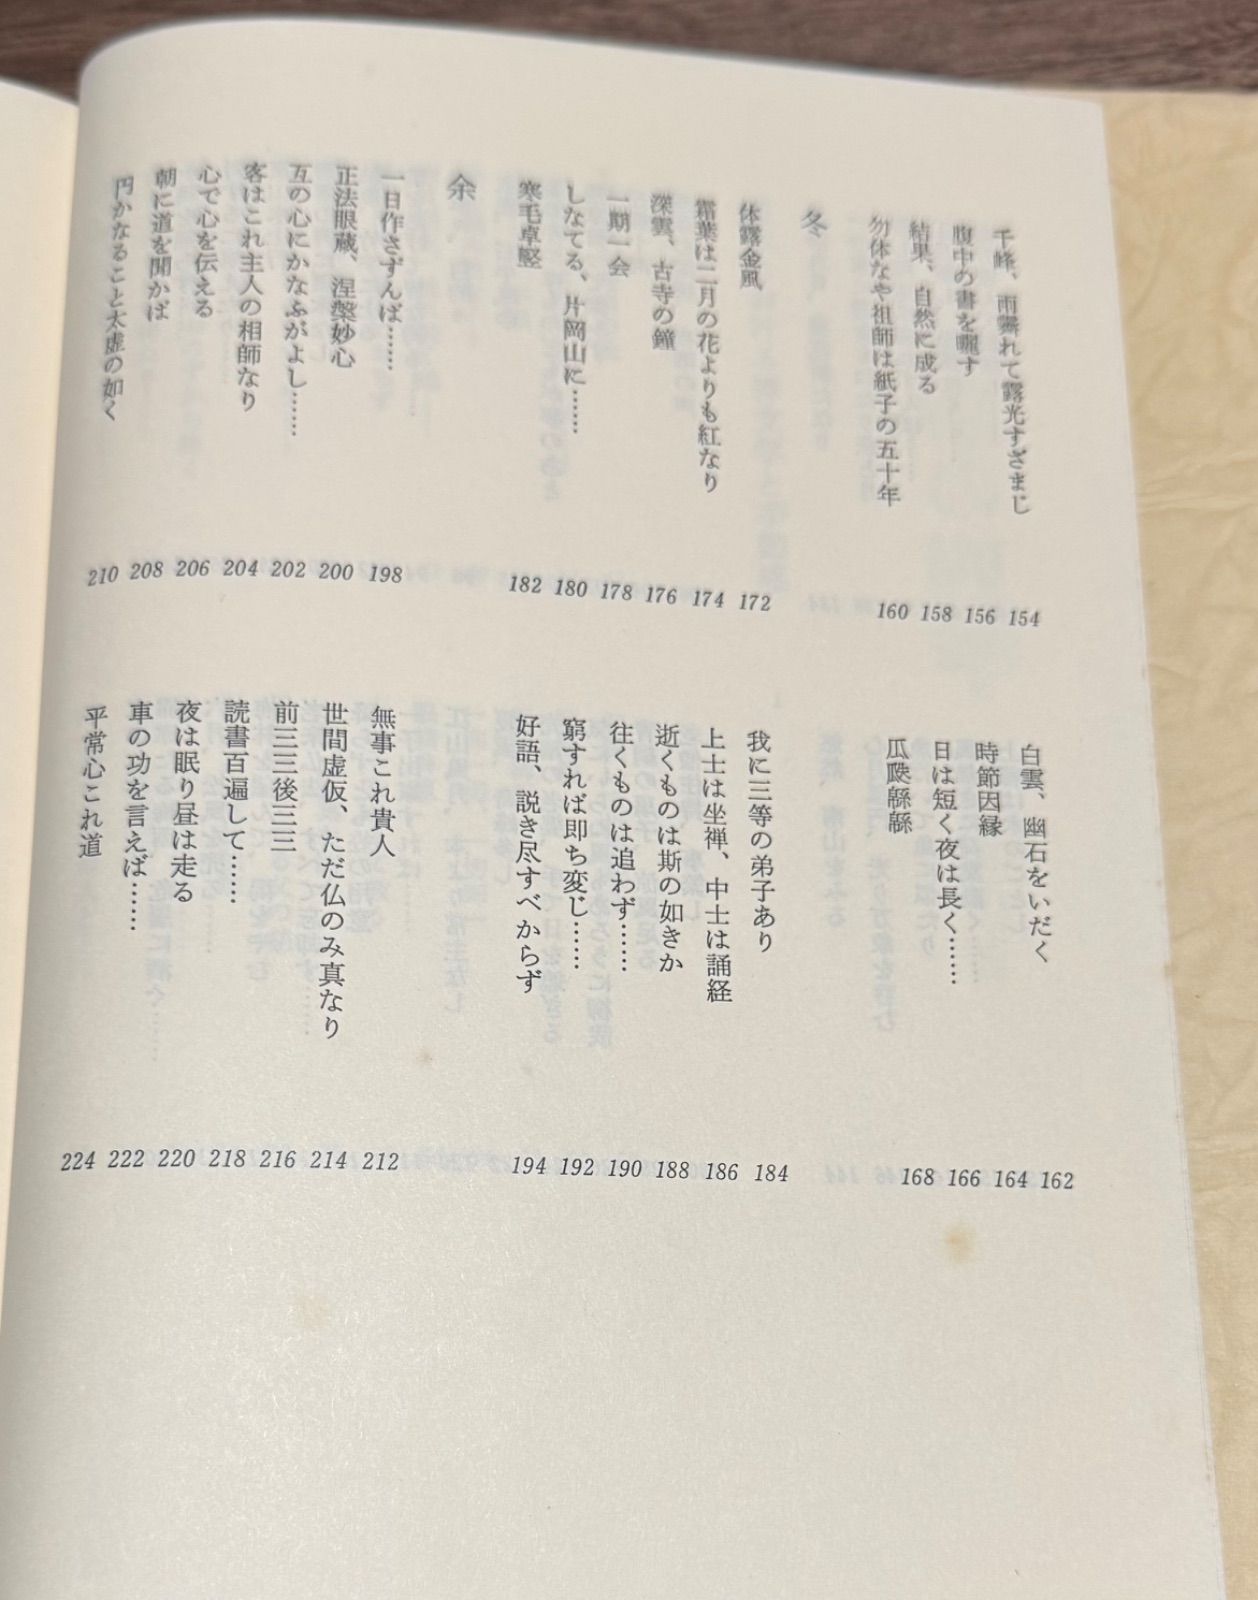 千峰、雨霽れて露光すざまじ 154
腹中の書を曬す 156
結果、自然に成る 158
勿体なや祖師は紙子の五十年 160
白雲、幽石をいだく 162
時節因縁 164
日は短く夜は長く…… 166
瓜瓞緜緜 168
冬
体露金風 172
霜葉は二月の花よりも紅なり 174
深雲、古寺の鐘 176
一期一会 178
しなてる、片岡山に…… 180
寒毛卓竪 182
我に三等の弟子あり 184
上士は坐禅、中士は誦経 186
逝くものは斯の如きか 188
往くものは追わず…… 190
窮すれば即ち変じ…… 192
好語、説き尽すべからず 194
余
一日作さずんば…… 198
正法眼蔵、涅槃妙心 200
互の心にかなふがよし…… 202
客はこれ主人の相師なり 204
心で心を伝える 206
朝に道を聞かば 208
円かなること太虚の如く 210
無事これ貴人 212
世間虚仮、ただ仏のみ真なり 214
前三三後三三 216
読書百遍して…… 218
夜は眠り昼は走る 220
車の功を言えば…… 222
平常心これ道 224